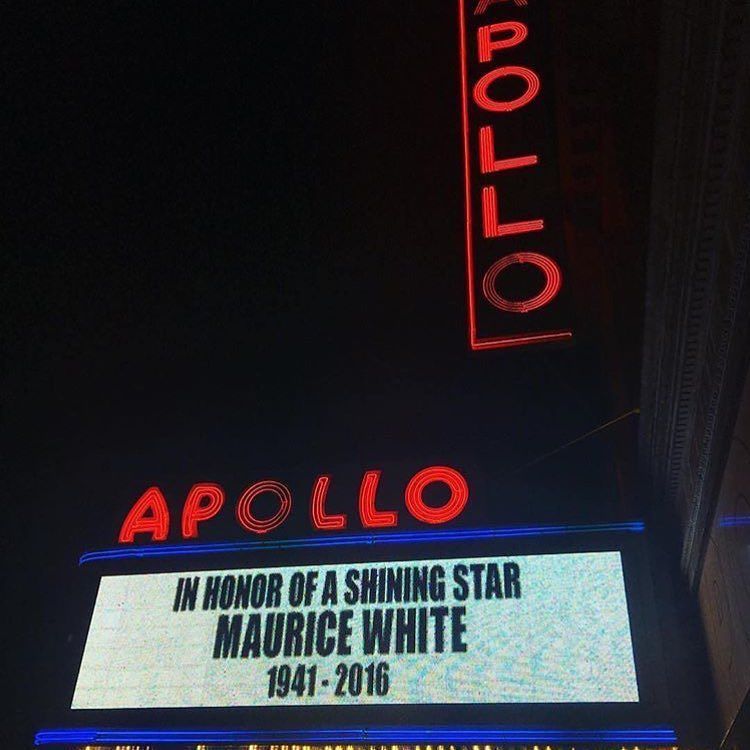 APOLLO
APOLLO
IN HONOR OF A SHINING STAR
MAURICE WHITE
1941 - 2016